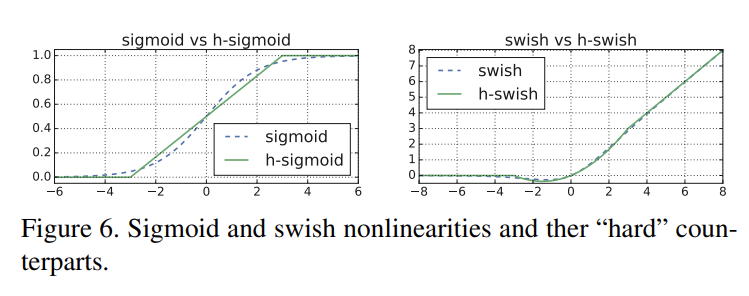 sigmoid vs h-sigmoid
1.0
0.8
0.6
0.4
0.2
0.0
−6 −4 −2 0 2 4 6
sigmoid
h-sigmoid
swish vs h-swish
8
7
6
5
4
3
2
1
0
−8 −6 −4 −2 0 2 4 6 8
swish
h-swish
Figure 6. Sigmoid and swish nonlinearities and ther “hard” coun-
terparts.